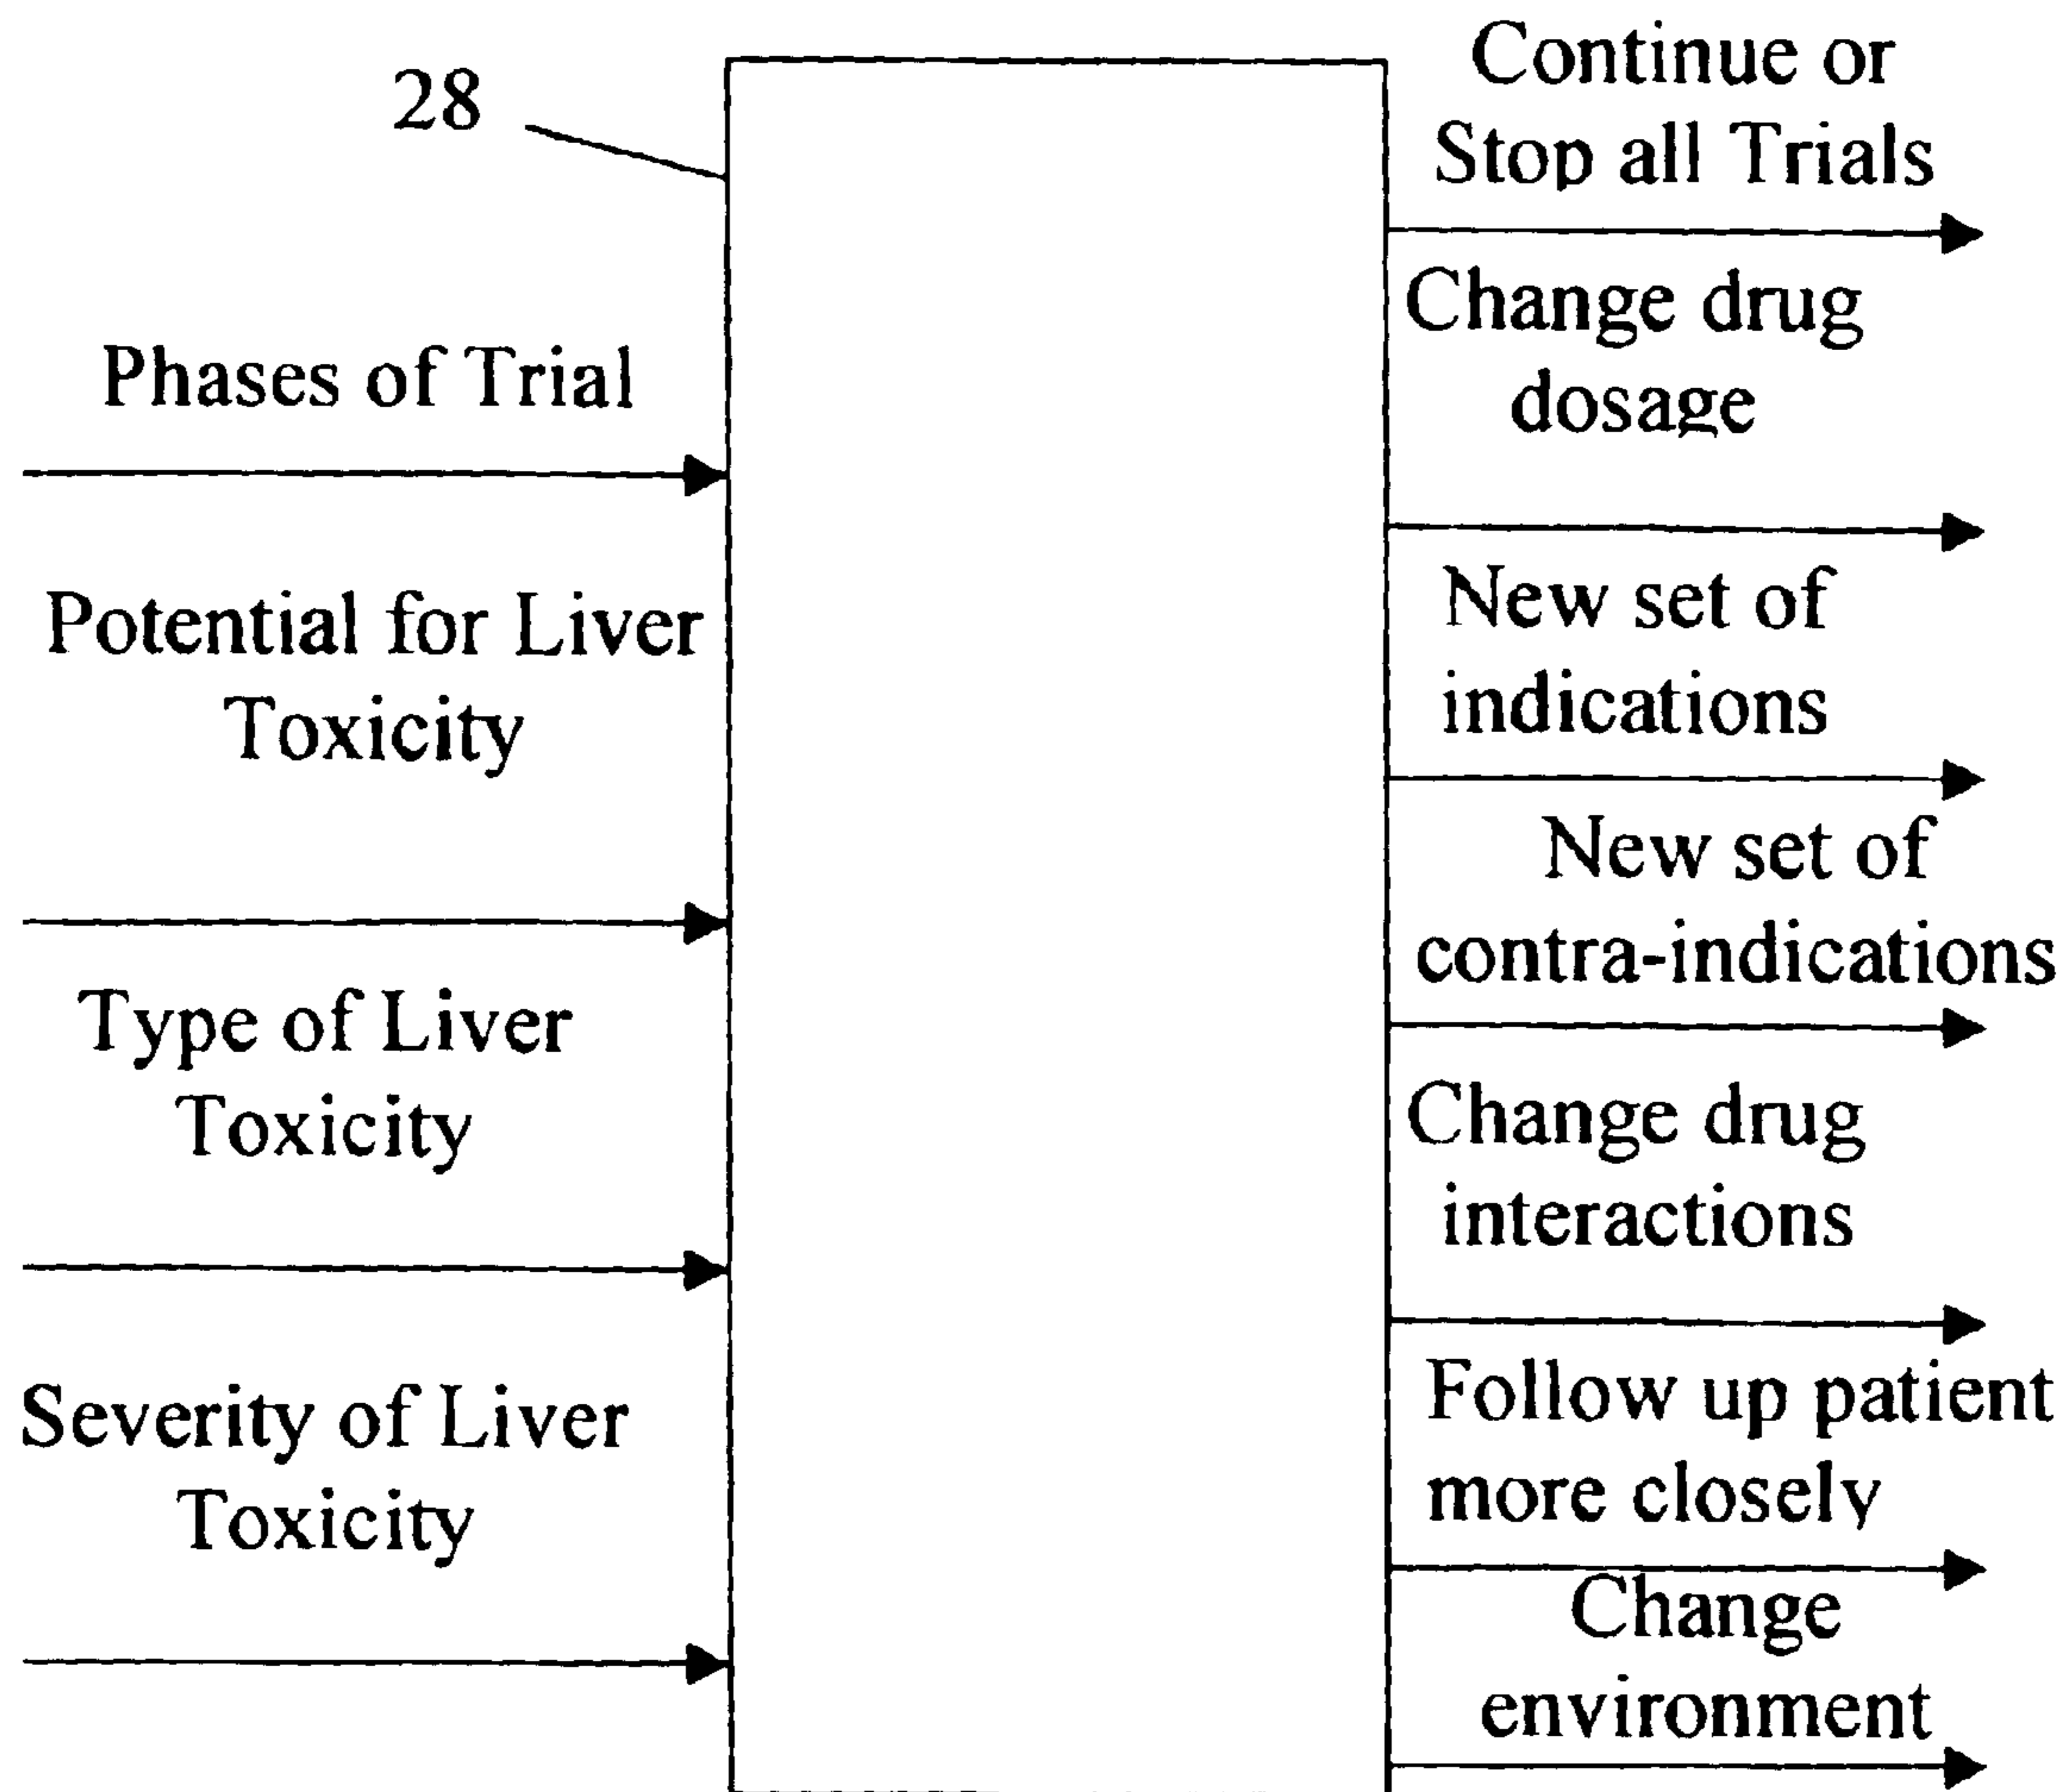 28
Phases of Trial
Potential for Liver
Toxicity
Type of Liver
Toxicity
Severity of Liver
Toxicity
Continue or
Stop all Trials
Change drug
dosage
New set of
indications
New set of
contra-indications
Change drug
interactions
Follow up patient
more closely
Change
environment